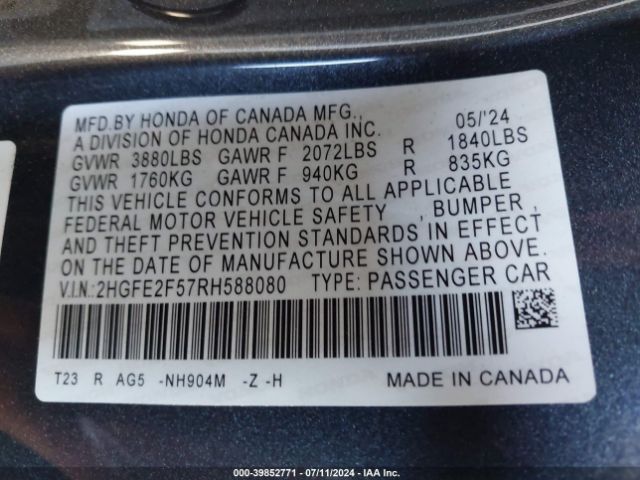 MFD.BY HONDA OF CANADA MFG., 05/'24
A DIVISION OF HONDA CANADA INC.
GVWR 3880LBS GAWR F 2072LBS R 1840LBS
GVWR 1760KG GAWR F 940KG R 835KG
THIS VEHICLE CONFORMS TO ALL APPLICABLE
FEDERAL MOTOR VEHICLE SAFETY , BUMPER ,
AND THEFT PREVENTION STANDARDS IN EFFECT
ON THE DATE OF MANUFACTURE SHOWN ABOVE.
V.I.N.:2HGFE2F57RH588080 TYPE: PASSENGER CAR
T23 R AG5 -NH904M -Z -H MADE IN CANADA
000-39852771 - 07/11/2024 - IAA Inc.